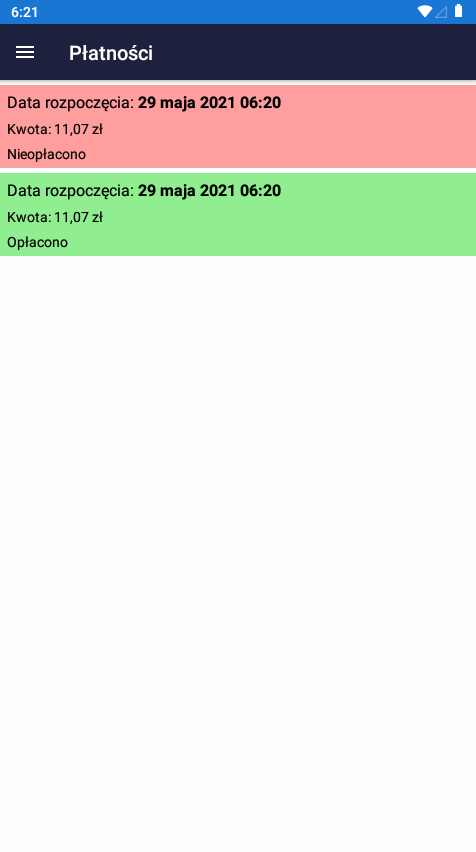 6:21
Płatności
Data rozpoczęcia: 29 maja 2021 06:20
Kwota: 11,07 zł
Nieopłacono
Data rozpoczęcia: 29 maja 2021 06:20
Kwota: 11,07 zł
Opłacono